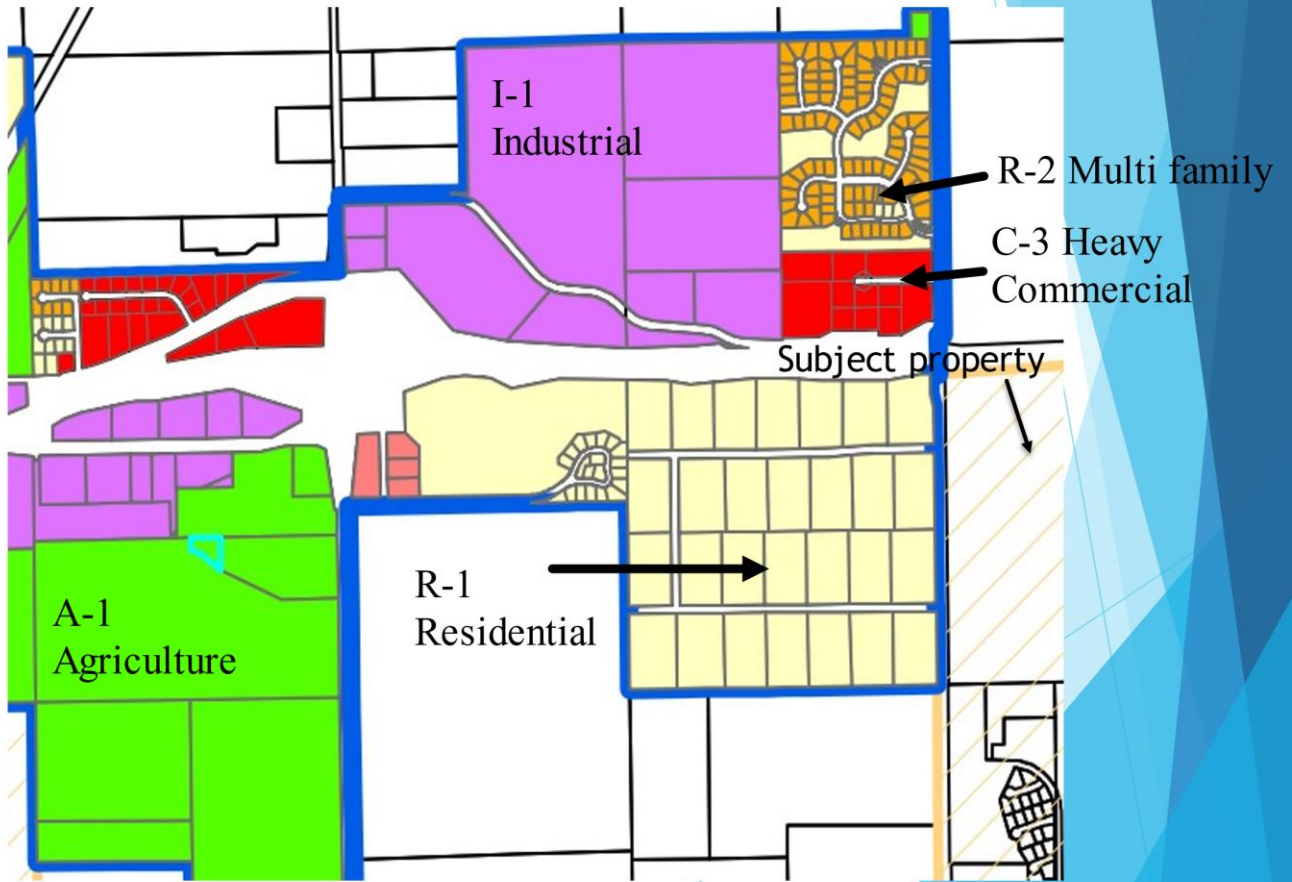 I-1
Industrial
R-2 Multi family
C-3 Heavy
Commercial
Subject property
R-1
Residential
A-1
Agriculture